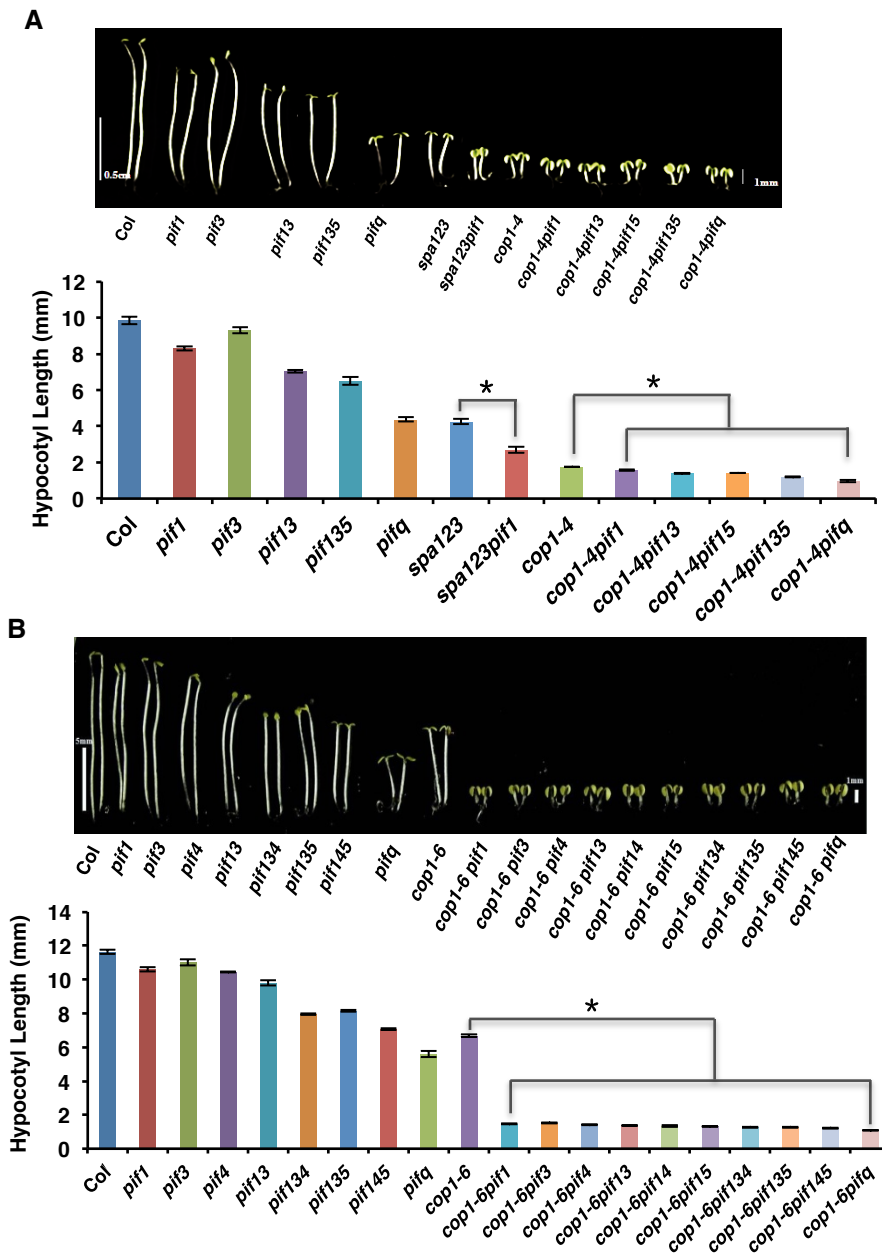 A
0.5cm
1mm
Col
pif1
pif3
pif13
pif135
pifq
spa123
spa123pif1
cop1-4
cop1-4pif1
cop1-4pif13
cop1-4pif15
cop1-4pif135
cop1-4pifq
Hypocotyl Length (mm)
12
10
8
6
4
2
0
*
*
Col
pif1
pif3
pif13
pif135
pifq
spa123
spa123pif1
cop1-4
cop1-4pif1
cop1-4pif13
cop1-4pif15
cop1-4pif135
cop1-4pifq
B
5mm
1mm
Col
pif1
pif3
pif4
pif13
pif134
pif135
pif145
pifq
cop1-6
cop1-6 pif1
cop1-6 pif3
cop1-6 pif4
cop1-6 pif13
cop1-6 pif14
cop1-6 pif15
cop1-6 pif134
cop1-6 pif135
cop1-6 pif145
cop1-6 pifq
Hypocotyl Length (mm)
14
12
10
8
6
4
2
0
*
Col
pif1
pif3
pif4
pif13
pif134
pif135
pif145
pifq
cop1-6
cop1-6pif1
cop1-6pif3
cop1-6pif4
cop1-6pif13
cop1-6pif14
cop1-6pif15
cop1-6pif134
cop1-6pif135
cop1-6pif145
cop1-6pifq